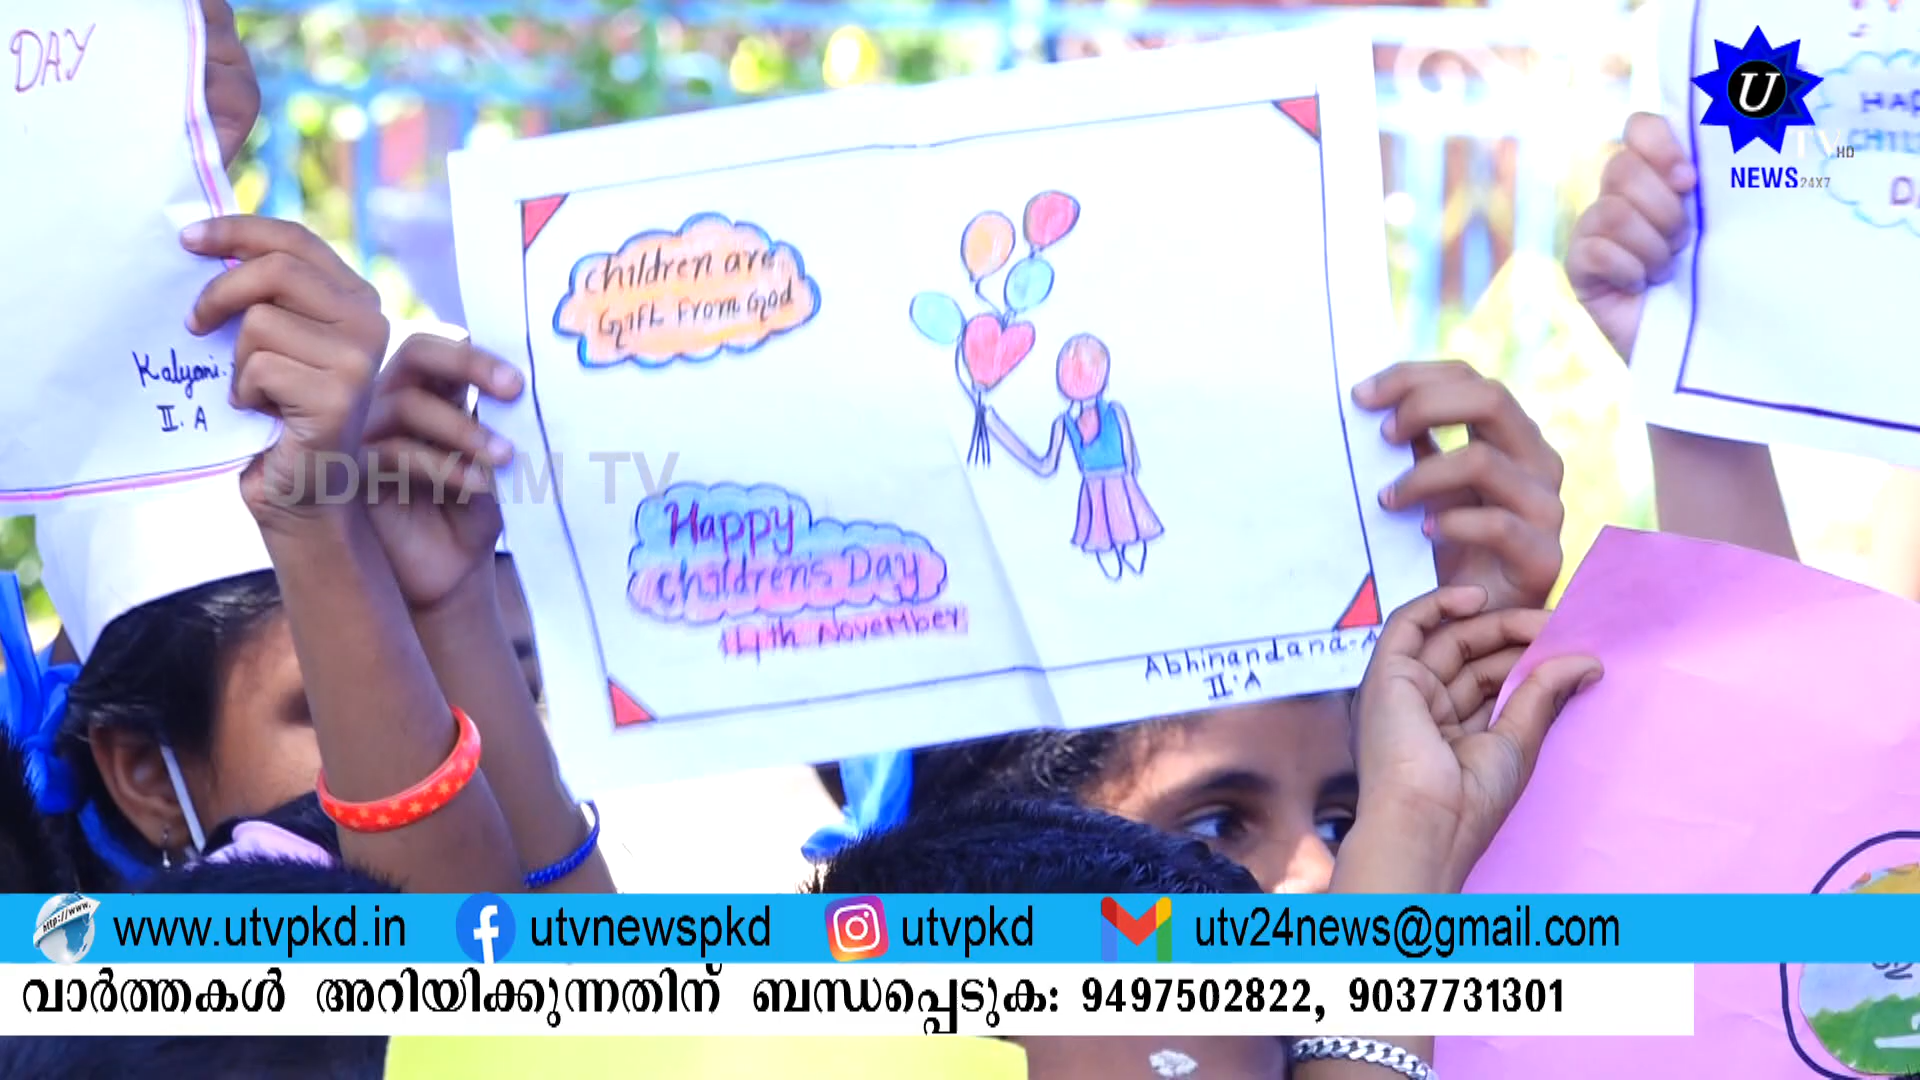 DAY
Kalyani.
II. A
children are
Gift From God
Happy
childrens Day
14th November
Abhinandana-A
II.A
HAP
CHIL
U
TV HD
NEWS 24X7
UDHYAM TV
www.utvpkd.in
utvnewspkd
utvpkd
utv24news@gmail.com
വാർത്തകൾ അറിയിക്കുന്നതിന് ബന്ധപ്പെടുക: 9497502822, 9037731301